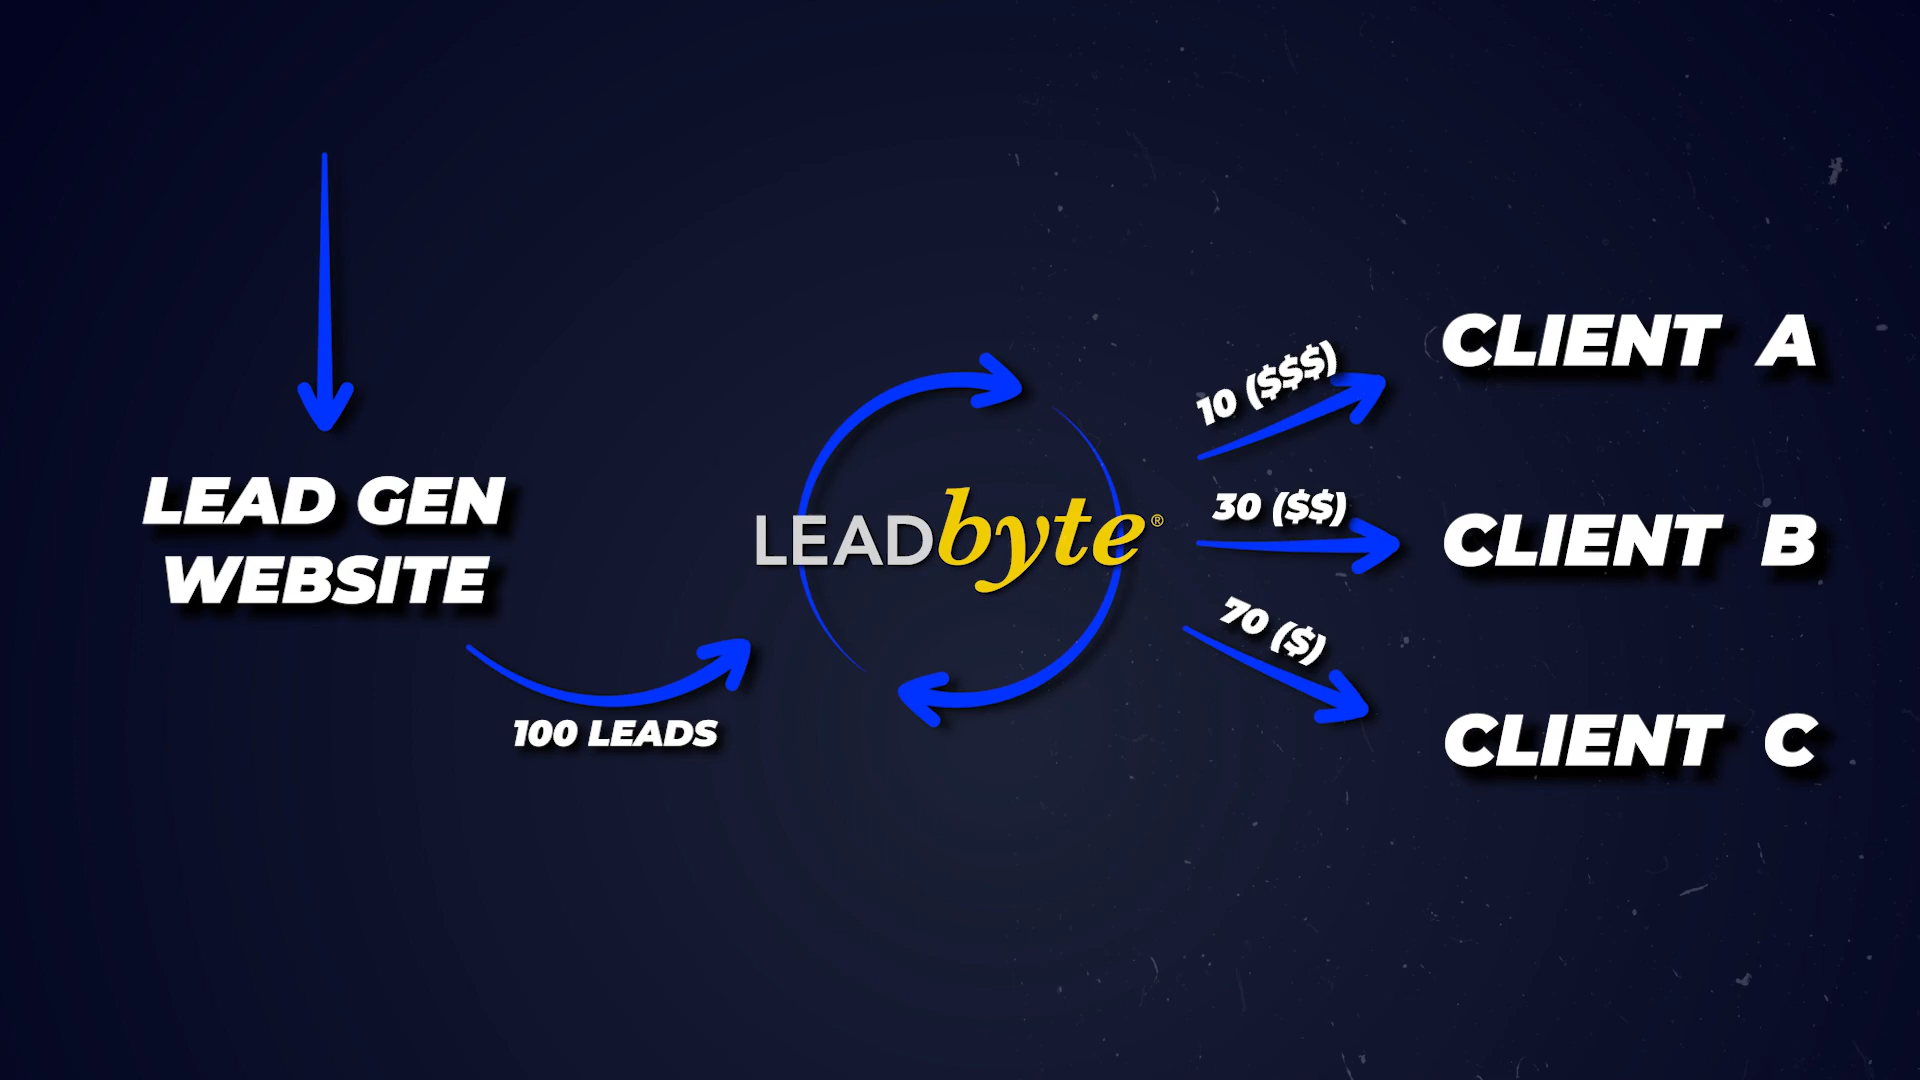 LEAD GEN
WEBSITE
100 LEADS
LEADbyte®
10 ($$$)
30 ($$)
70 ($)
CLIENT A
CLIENT B
CLIENT C